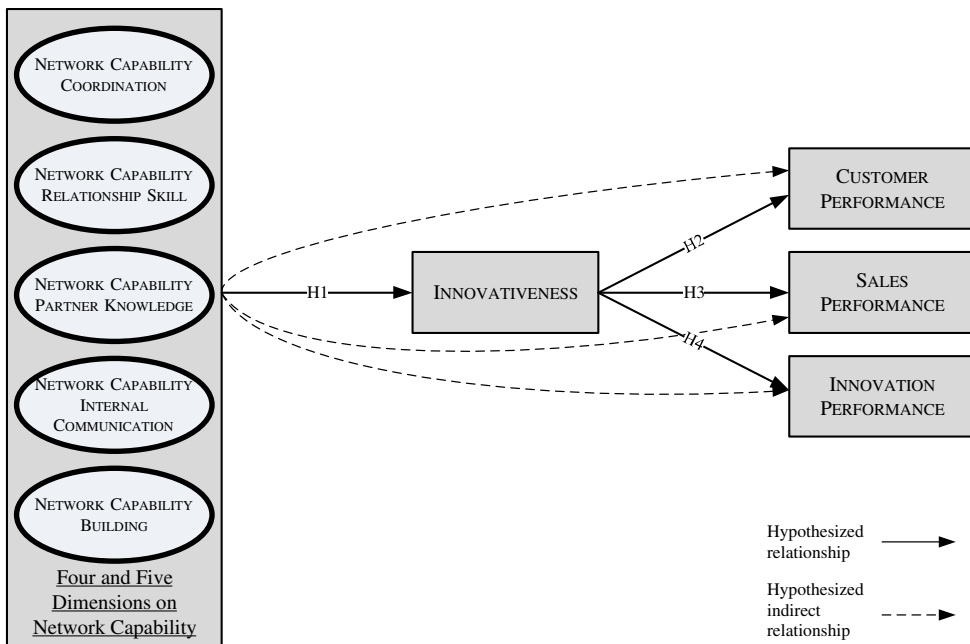 NETWORK CAPABILITY
COORDINATION
NETWORK CAPABILITY
RELATIONSHIP SKILL
NETWORK CAPABILITY
PARTNER KNOWLEDGE
NETWORK CAPABILITY
INTERNAL
COMMUNICATION
NETWORK CAPABILITY
BUILDING
Four and Five
Dimensions on
Network Capability
H1
INNOVATIVENESS
H2
H3
H4
CUSTOMER
PERFORMANCE
SALES
PERFORMANCE
INNOVATION
PERFORMANCE
Hypothesized
relationship
Hypothesized
indirect
relationship